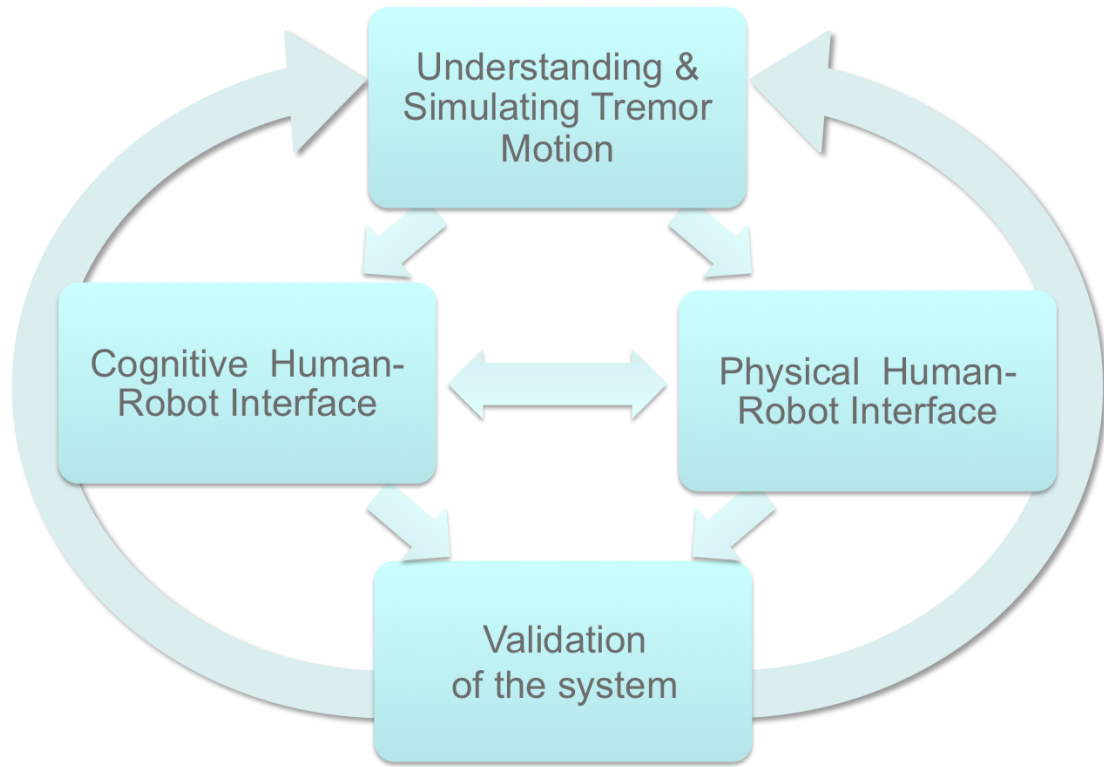 Understanding &
Simulating Tremor
Motion
Cognitive  Human-
Robot Interface
Physical  Human-
Robot Interface
Validation
of the system